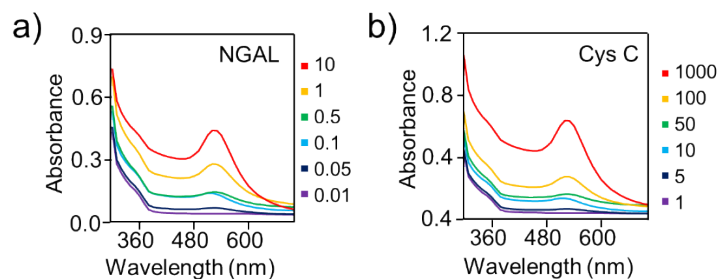 a)
NGAL
Absorbance
0.9
0.6
0.3
0.0
360 480 600
Wavelength (nm)
10
1
0.5
0.1
0.05
0.01
b)
Cys C
Absorbance
1.2
0.8
0.4
0.4
360 480 600
Wavelength (nm)
1000
100
50
10
5
1